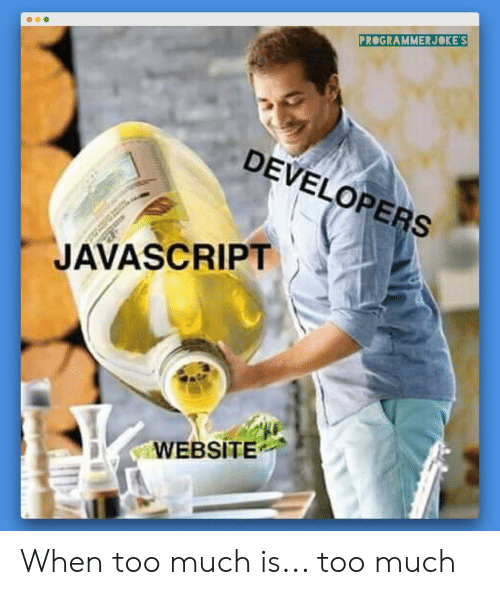 PROGRAMMERJOKE'S
DEVELOPERS
JAVASCRIPT
WEBSITE
When too much is... too much